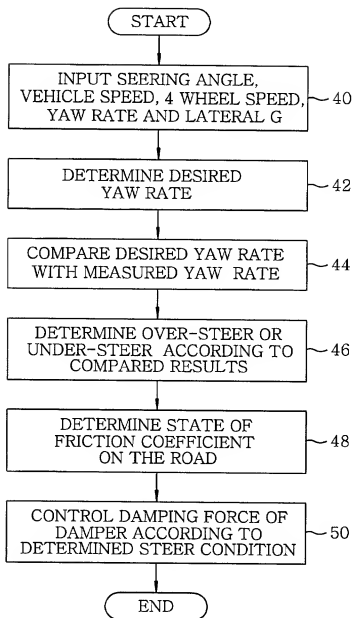 START
INPUT SEERING ANGLE,
VEHICLE SPEED, 4 WHEEL SPEED,
YAW RATE AND LATERAL G
40
DETERMINE DESIRED
YAW RATE
42
COMPARE DESIRED YAW RATE
WITH MEASURED YAW RATE
44
DETERMINE OVER-STEER OR
UNDER-STEER ACCORDING TO
COMPARED RESULTS
46
DETERMINE STATE OF
FRICTION COEFFICIENT
ON THE ROAD
48
CONTROL DAMPING FORCE OF
DAMPER ACCORDING TO
DETERMINED STEER CONDITION
50
END